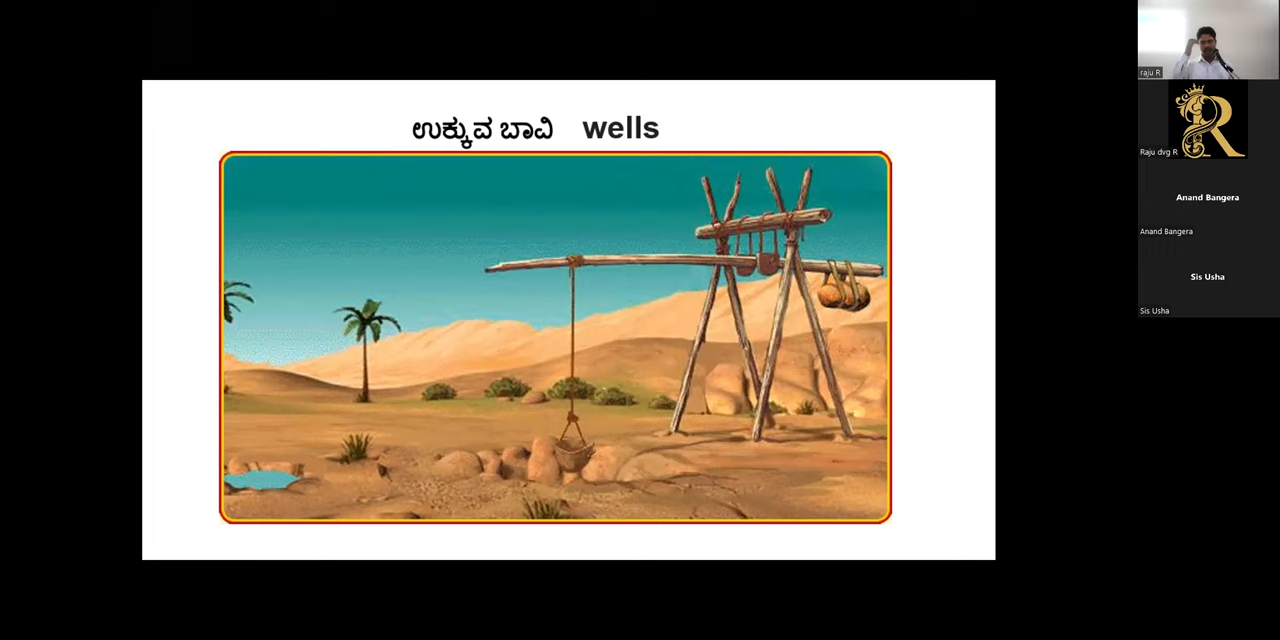 ಉಕ್ಕುವ ಬಾವಿ wells
raju R
R
Raju dvg R
Anand Bangera
Anand Bangera
Sis Usha
Sis Usha